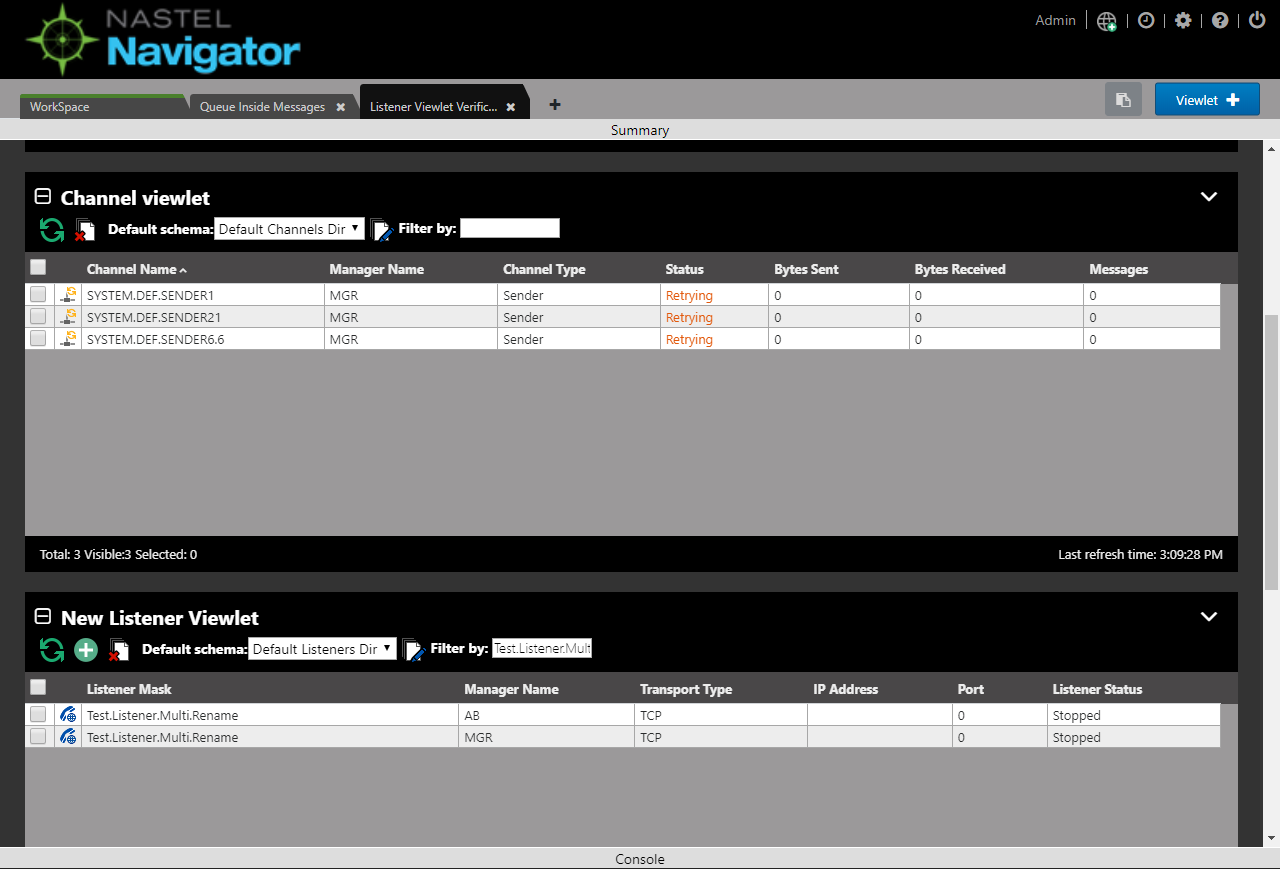 NASTEL
Navigator
Admin
WorkSpace
Queue Inside Messages
Listener Viewlet Verific...
Viewlet
Summary
Channel viewlet
Default schema: Default Channels Dir Filter by:
Channel Name Manager Name Channel Type Status Bytes Sent Bytes Received Messages
SYSTEM.DEF.SENDER1 MGR Sender Retrying 0 0 0
SYSTEM.DEF.SENDER21 MGR Sender Retrying 0 0 0
SYSTEM.DEF.SENDER6.6 MGR Sender Retrying 0 0 0
Total: 3 Visible:3 Selected: 0 Last refresh time: 3:09:28 PM
New Listener Viewlet
Default schema: Default Listeners Dir Filter by: Test.Listener.Mult
Listener Mask Manager Name Transport Type IP Address Port Listener Status
Test.Listener.Multi.Rename AB TCP 0 Stopped
Test.Listener.Multi.Rename MGR TCP 0 Stopped
Console